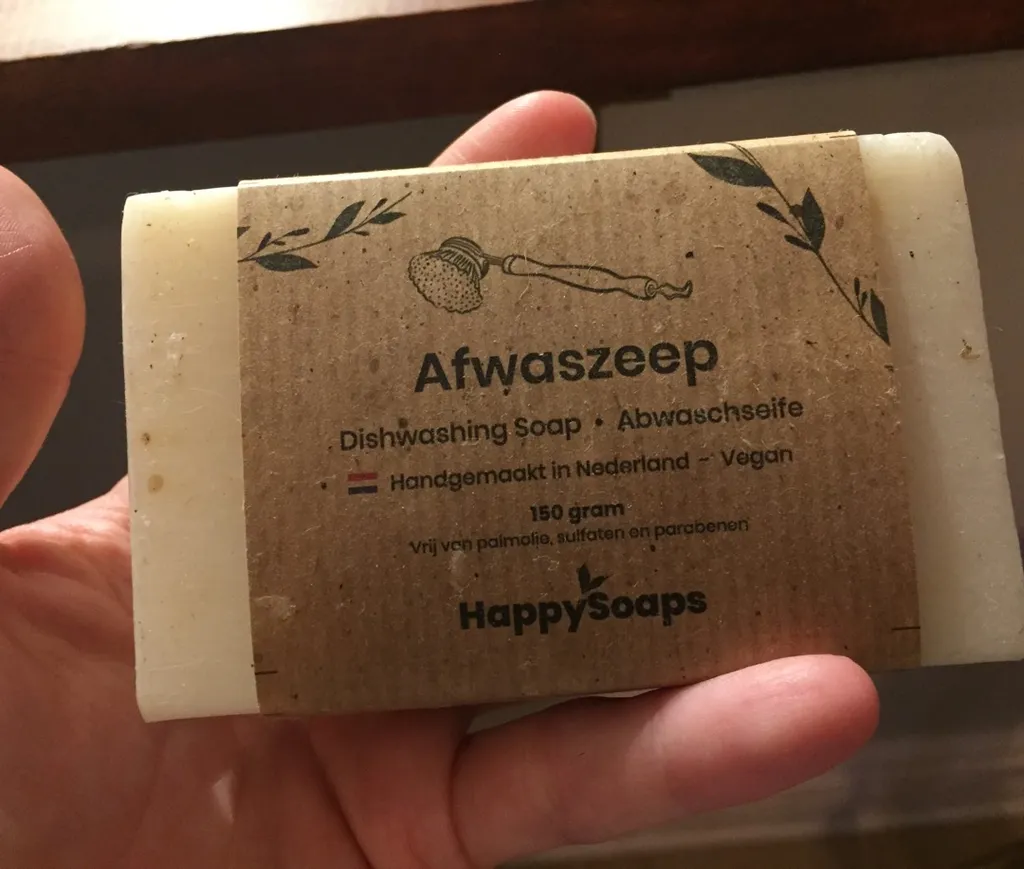 Afwaszeep
Dishwashing Soap • Abwaschseife
Handgemaakt in Nederland - Vegan
150 gram
Vrij van palmolie, sulfaten en parabenen
HappySoaps